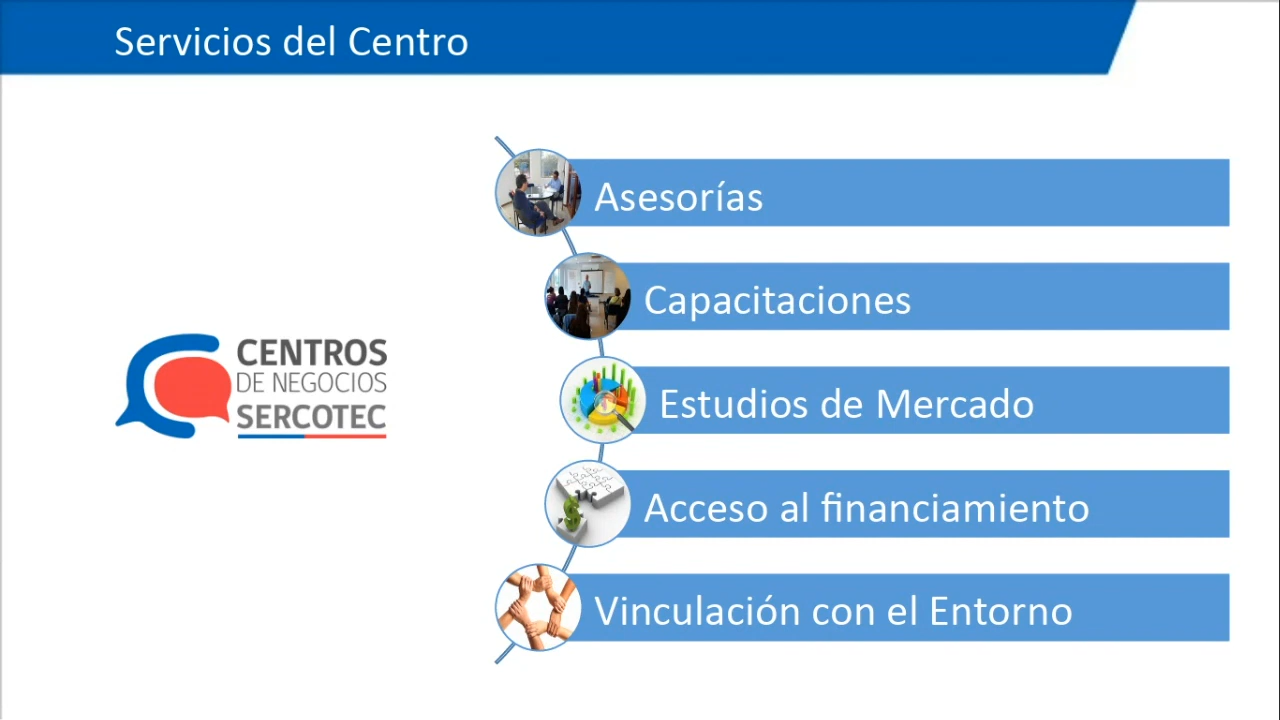 Servicios del Centro
Asesorías
Capacitaciones
CENTROS
DE NEGOCIOS
SERCOTEC
Estudios de Mercado
Acceso al financiamiento
Vinculación con el Entorno